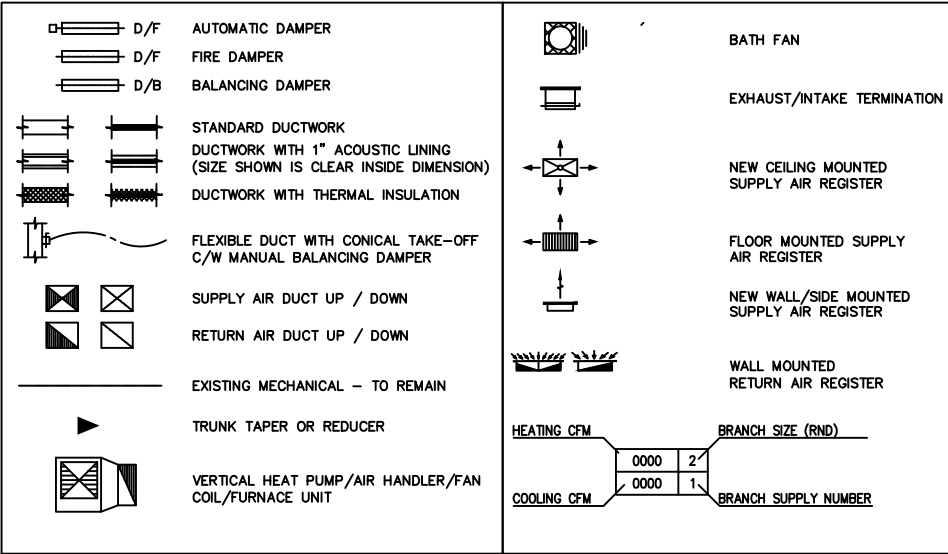 D/F AUTOMATIC DAMPER
D/F FIRE DAMPER
D/B BALANCING DAMPER
STANDARD DUCTWORK
DUCTWORK WITH 1" ACOUSTIC LINING
(SIZE SHOWN IS CLEAR INSIDE DIMENSION)
DUCTWORK WITH THERMAL INSULATION
FLEXIBLE DUCT WITH CONICAL TAKE-OFF
C/W MANUAL BALANCING DAMPER
SUPPLY AIR DUCT UP / DOWN
RETURN AIR DUCT UP / DOWN
EXISTING MECHANICAL – TO REMAIN
TRUNK TAPER OR REDUCER
VERTICAL HEAT PUMP/AIR HANDLER/FAN
COIL/FURNACE UNIT
BATH FAN
EXHAUST/INTAKE TERMINATION
NEW CEILING MOUNTED
SUPPLY AIR REGISTER
FLOOR MOUNTED SUPPLY
AIR REGISTER
NEW WALL/SIDE MOUNTED
SUPPLY AIR REGISTER
WALL MOUNTED
RETURN AIR REGISTER
HEATING CFM BRANCH SIZE (RND)
0000 2
0000 1
COOLING CFM BRANCH SUPPLY NUMBER